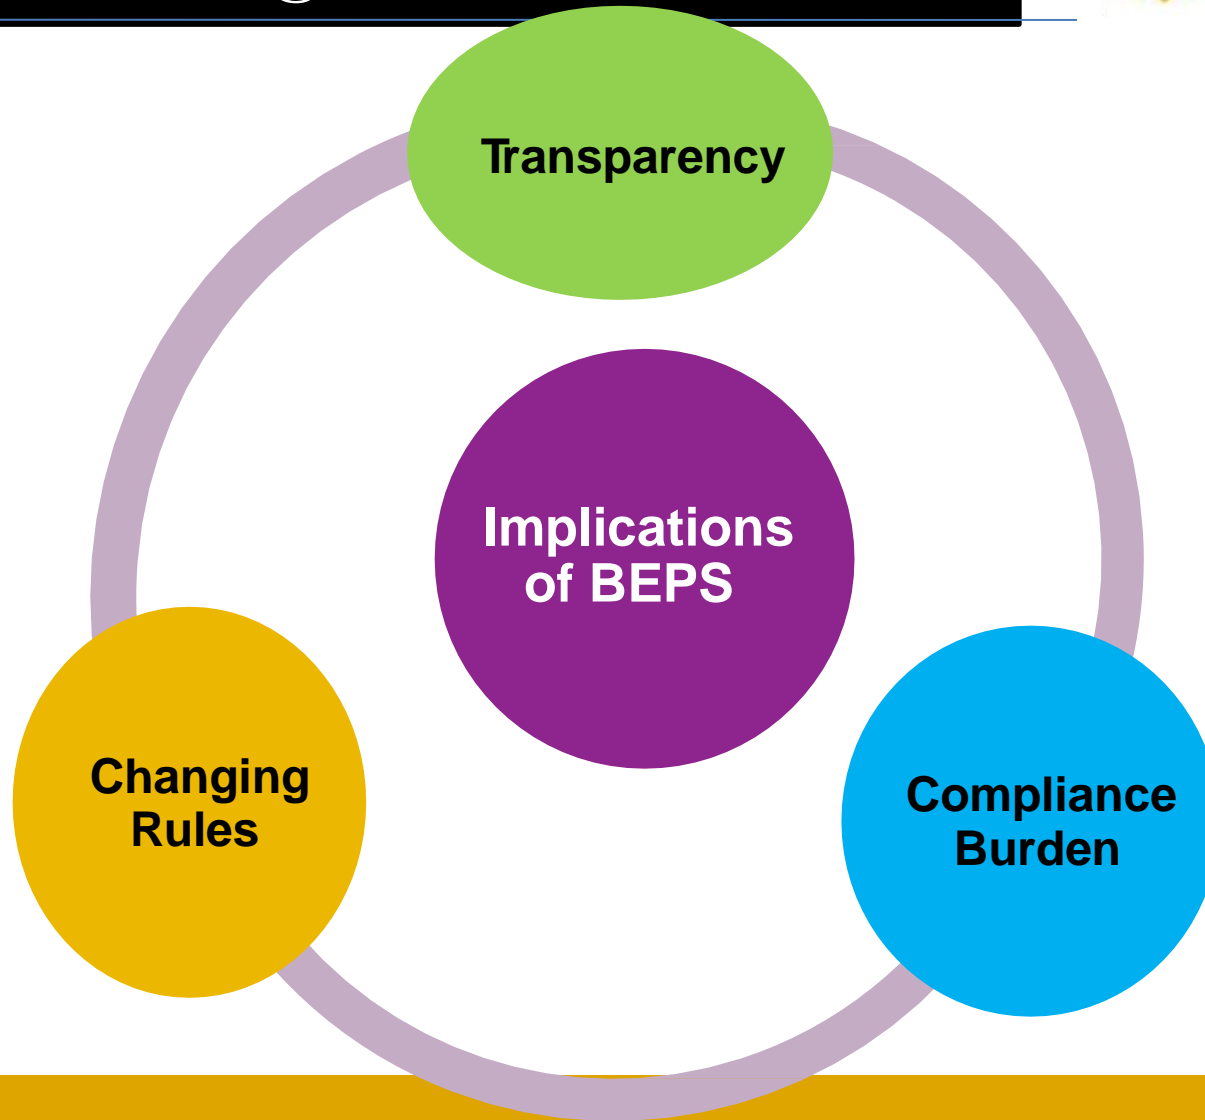 Transparency
Implications
of BEPS
Changing
Rules
Compliance
Burden